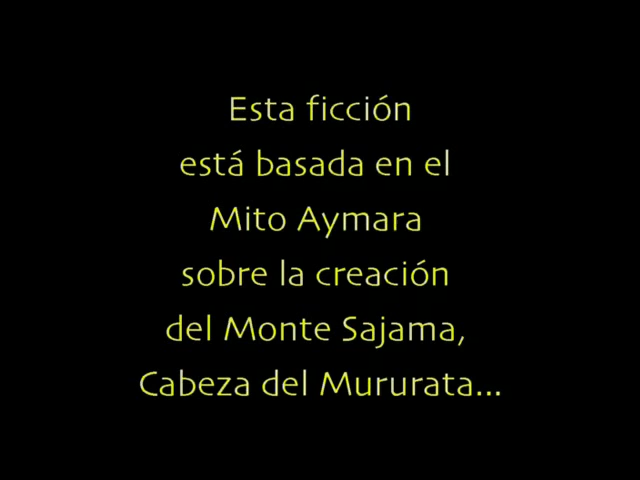 Esta ficción
está basada en el
Mito Aymara
sobre la creación
del Monte Sajama,
Cabeza del Mururata...